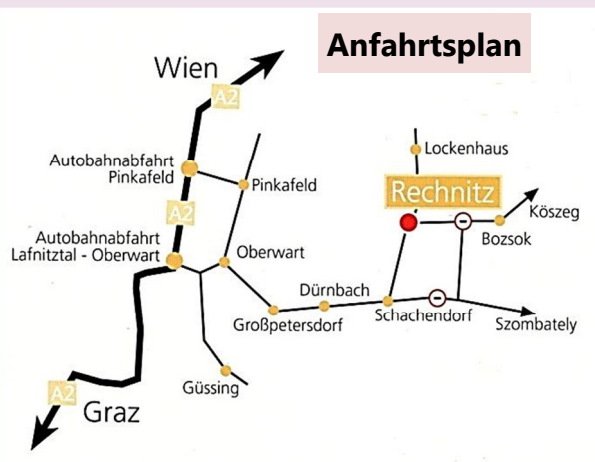 Anfahrtsplan
Wien
A2
Autobahnabfahrt
Pinkafeld
Pinkafeld
Lockenhaus
Rechnitz
Köszeg
Bozsok
A2
Autobahnabfahrt
Lafnitztal - Oberwart
Oberwart
Dürnbach
Großpetersdorf
Schachendorf
Szombately
Güssing
A2
Graz